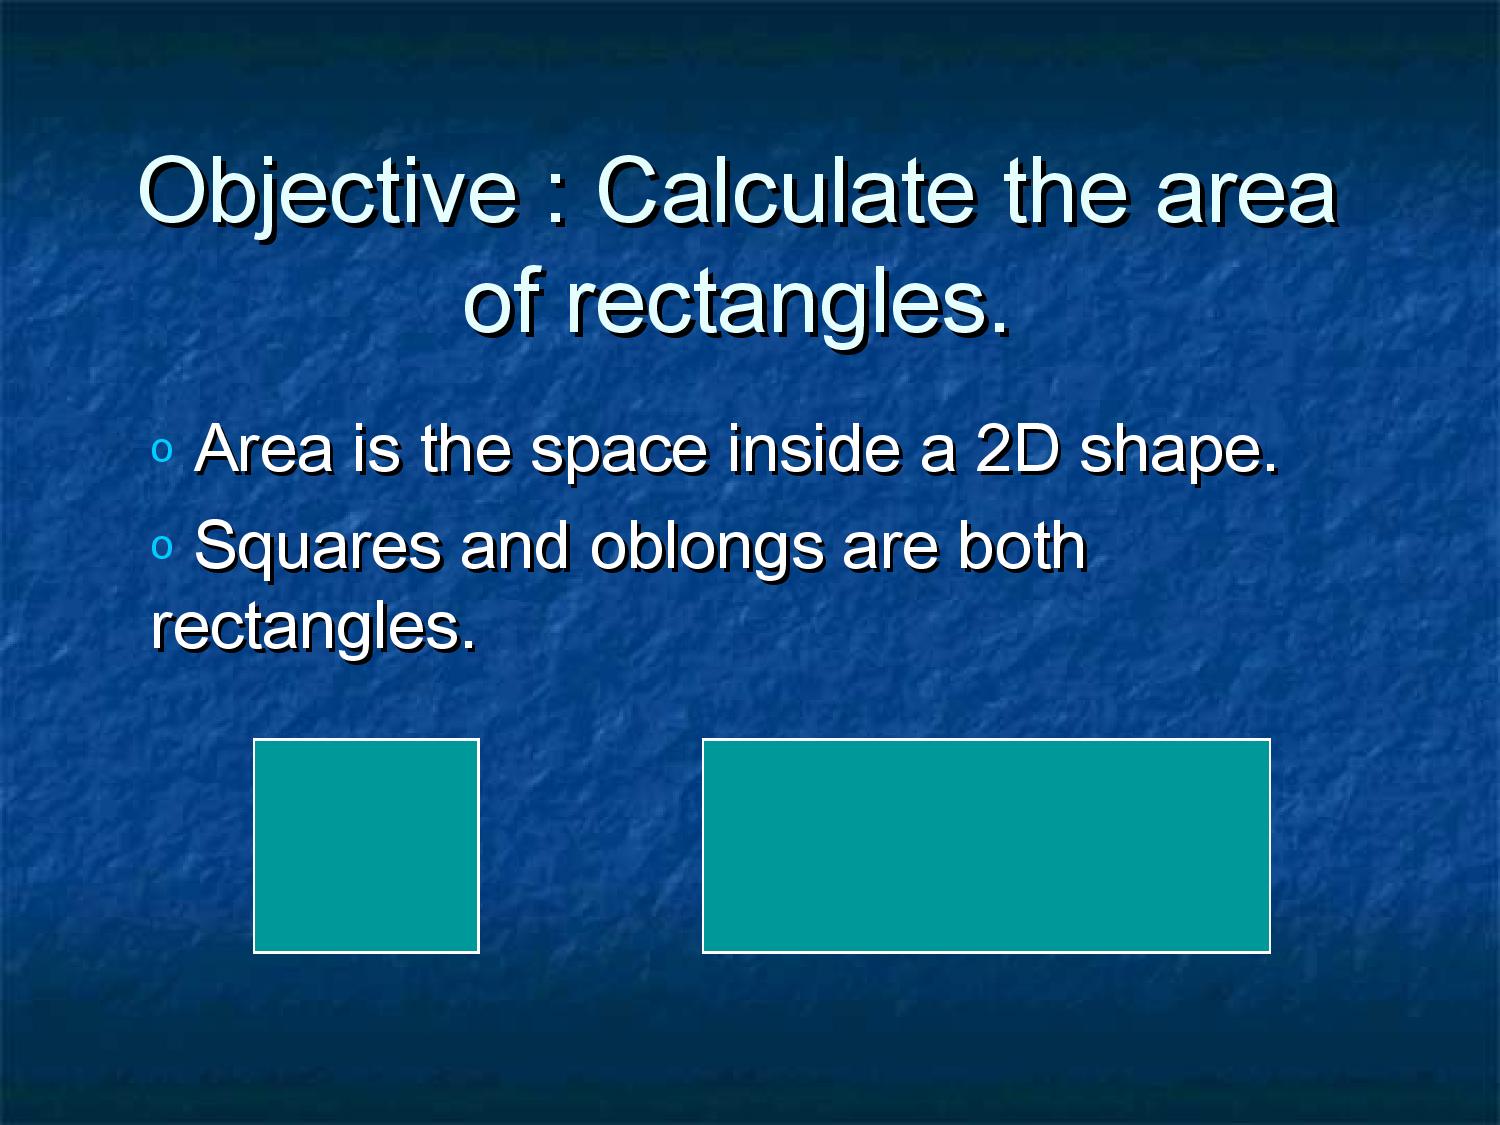 Objective : Calculate the area
of rectangles.
o Area is the space inside a 2D shape.
o Squares and oblongs are both
rectangles.